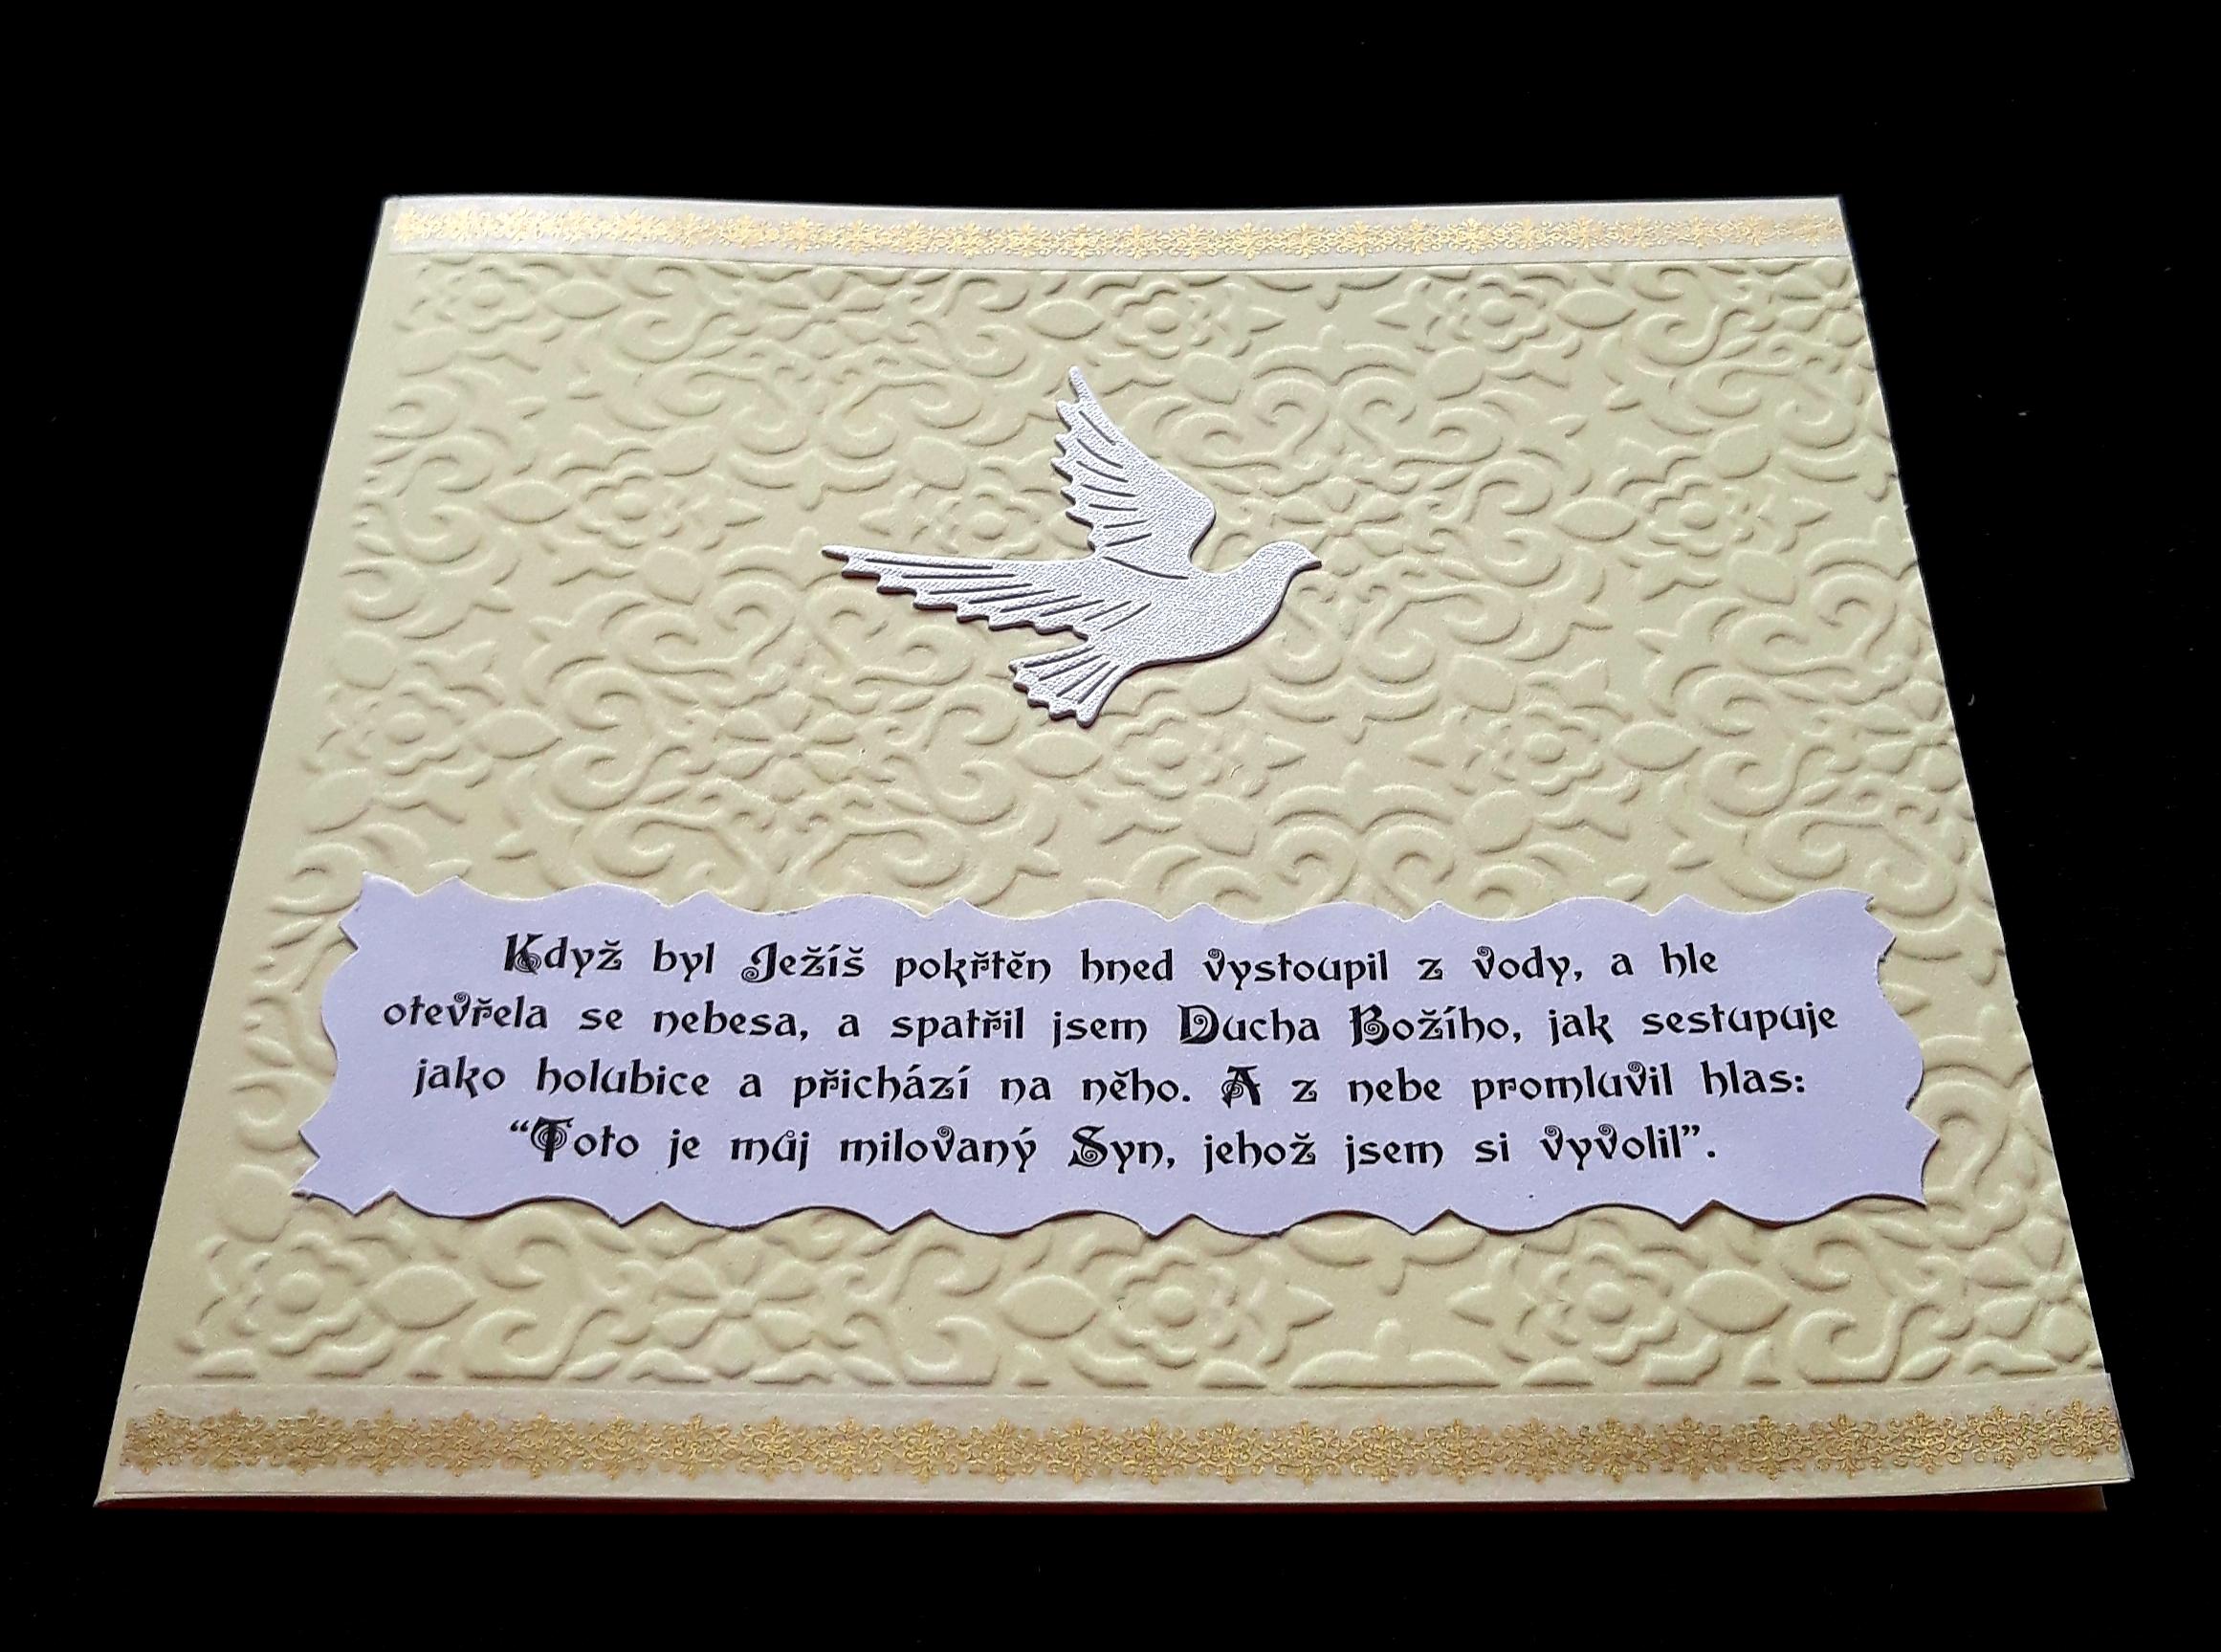 Když byl Ježíš pokřtěn hned vystoupil z vody, a hle
otevřela se nebesa, a spatřil jsem Ducha Božího, jak sestupuje
jako holubice a přichází na něho. A z nebe promluvil hlas:
“Toto je můj milovaný Syn, jehož jsem si vyvolil”.